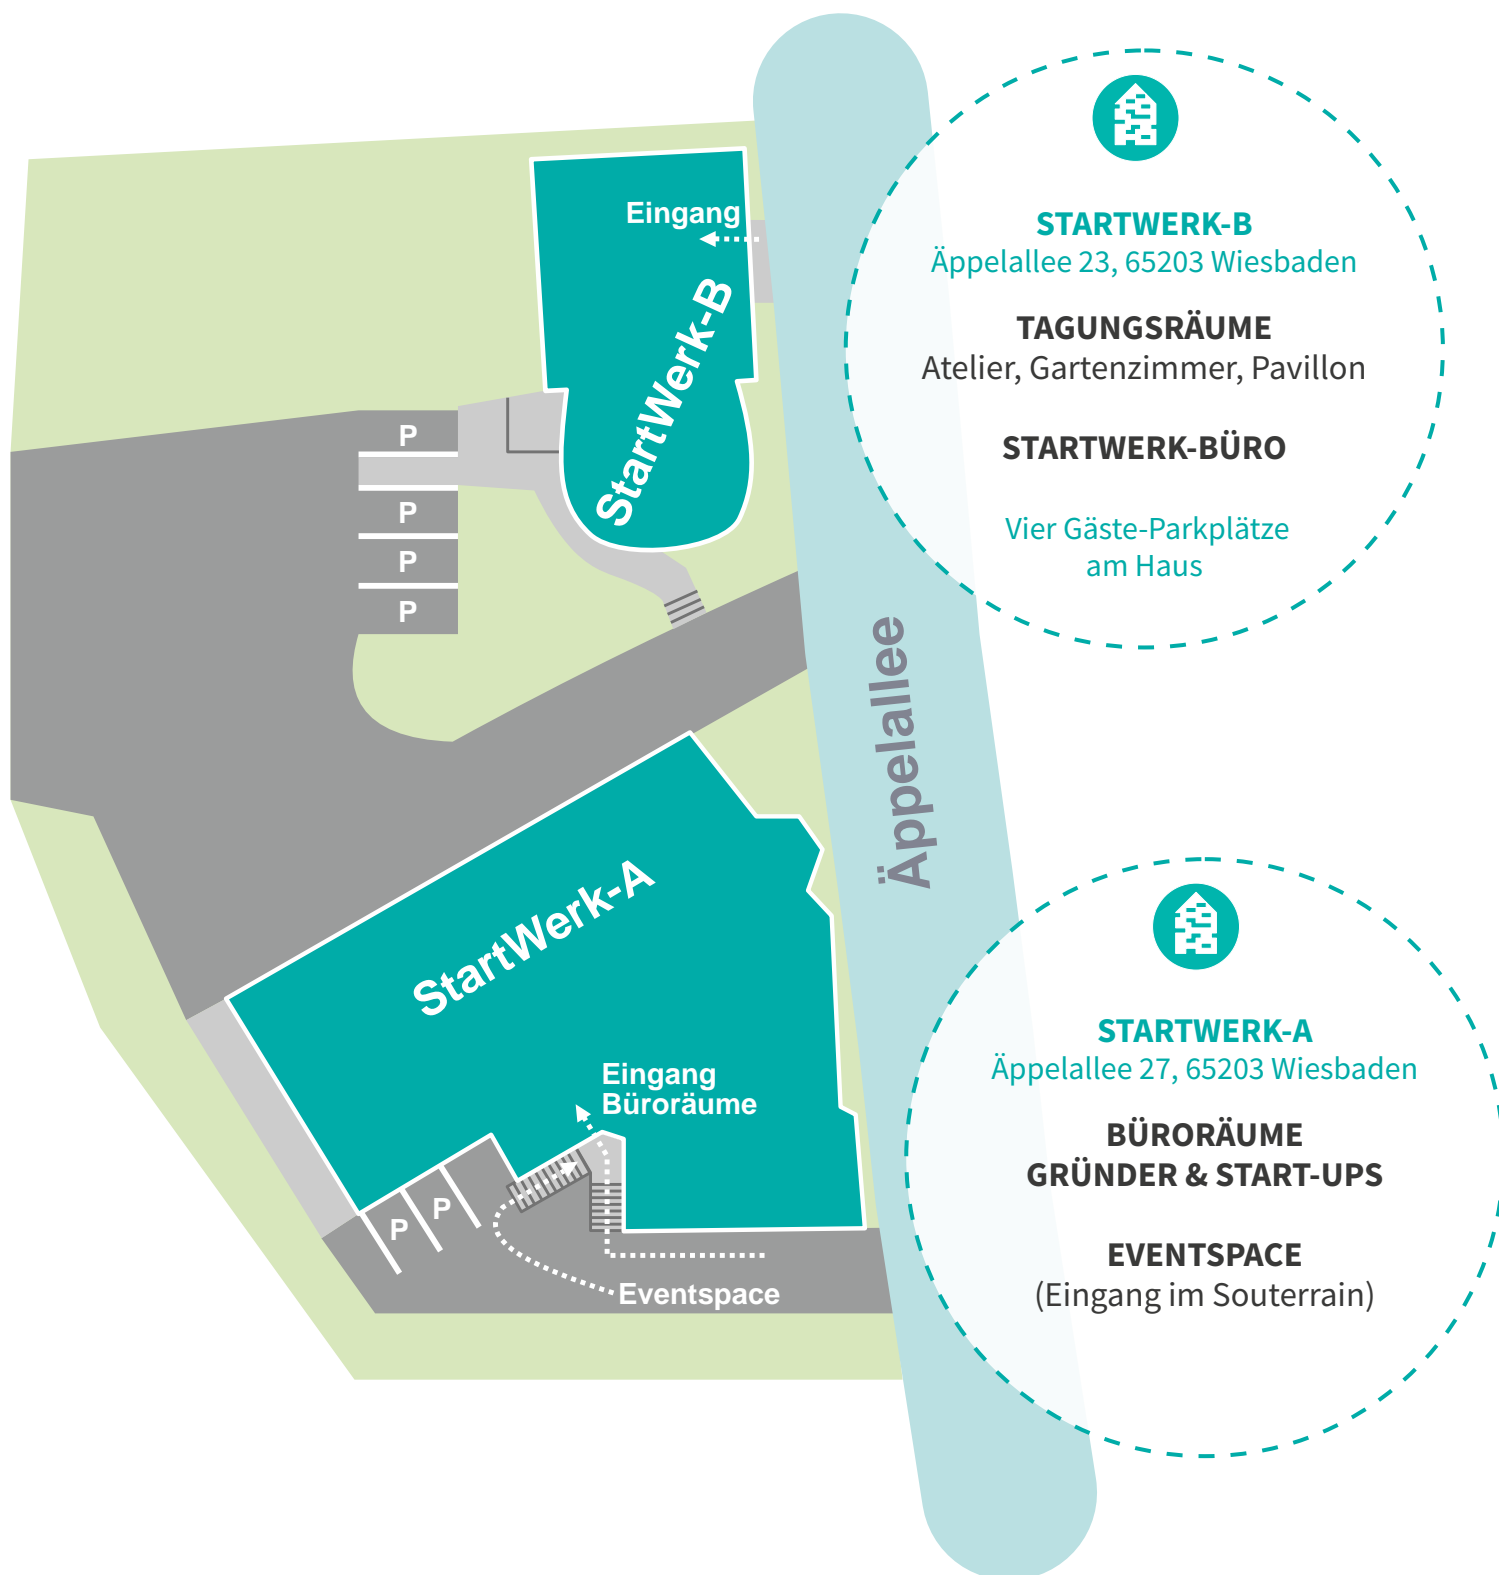 Eingang
StartWerk-B
P
P
P
P
Äppelallee
StartWerk-A
Eingang
Büroräume
P
P
Eventspace
STARTWERK-B
Äppelallee 23, 65203 Wiesbaden
TAGUNGSRÄUME
Atelier, Gartenzimmer, Pavillon
STARTWERK-BÜRO
Vier Gäste-Parkplätze
am Haus
STARTWERK-A
Äppelallee 27, 65203 Wiesbaden
BÜRORÄUME
GRÜNDER & START-UPS
EVENTSPACE
(Eingang im Souterrain)